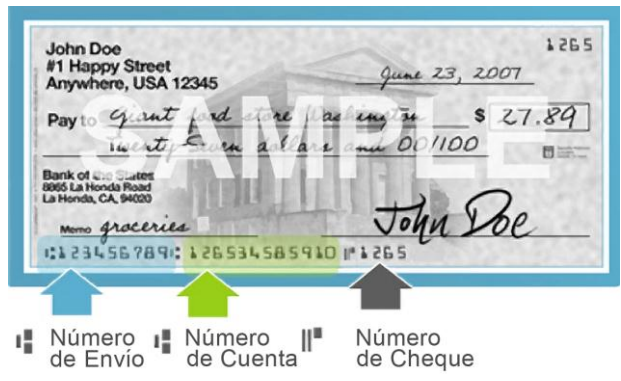 John Doe
1265
#1 Happy Street
Anywhere, USA 12345
June 23, 2007
SAMPLE
Pay to Giant food store Washington $ 27.89
Twenty Seven dollars and 00/100
Bank of the States
8865 La Honda Road
La Honda, CA, 94020
Memo groceries
John Doe
⑆123456789⑆ 126534585910 ⑈1265
⑆ Número de Envío
⑆ Número de Cuenta
⑈ Número de Cheque